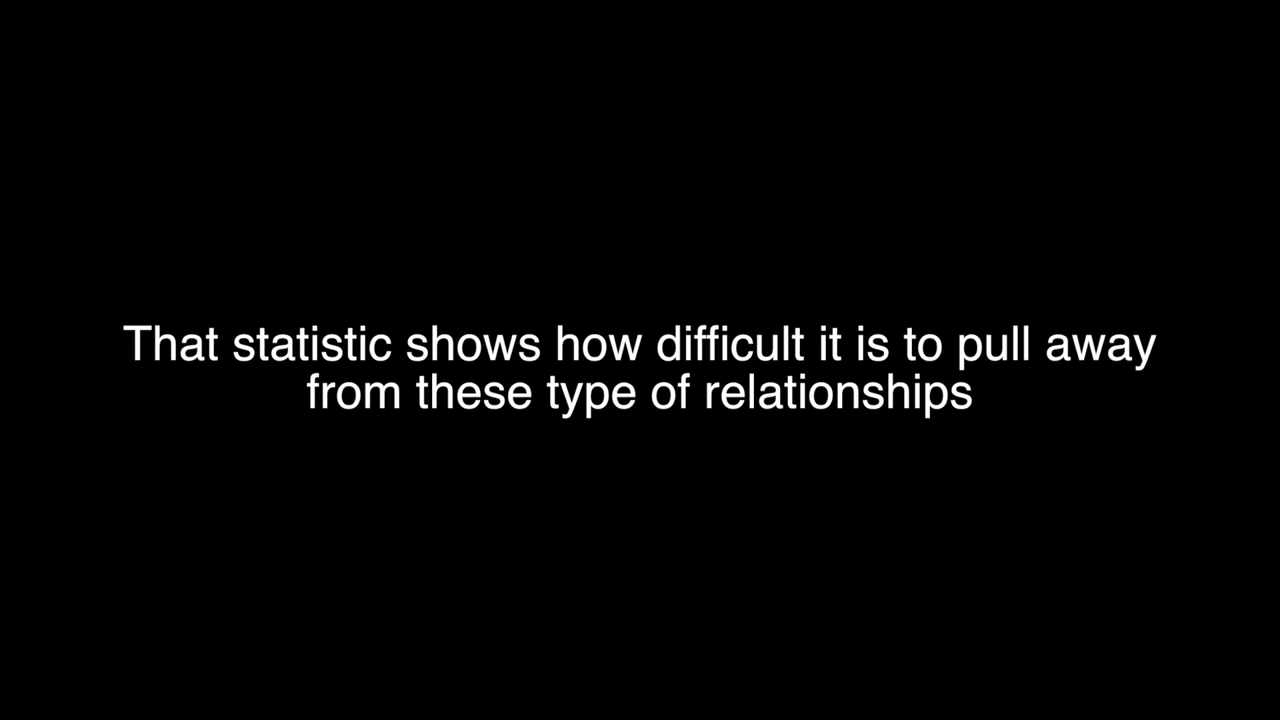 That statistic shows how difficult it is to pull away
from these type of relationships